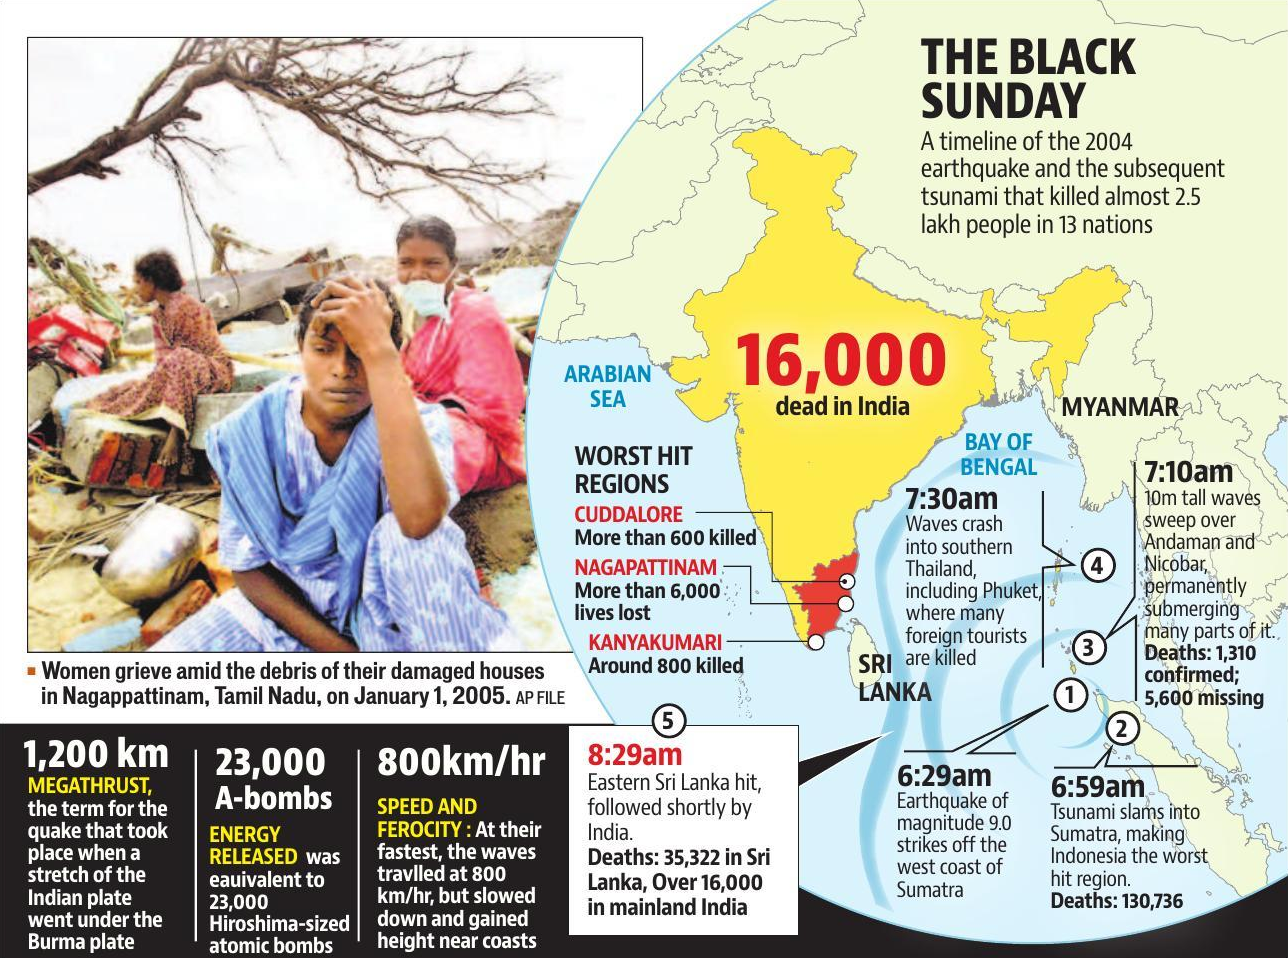 THE BLACK
SUNDAY
A timeline of the 2004
earthquake and the subsequent
tsunami that killed almost 2.5
lakh people in 13 nations
16,000
dead in India
ARABIAN
SEA
MYANMAR
BAY OF
BENGAL
WORST HIT
REGIONS
CUDDALORE
More than 600 killed
NAGAPATTINAM
More than 6,000
lives lost
KANYAKUMARI
Around 800 killed
SRI
LANKA
7:30am
Waves crash
into southern
Thailand,
including Phuket,
where many
foreign tourists
are killed
4
7:10am
10m tall waves
sweep over
Andaman and
Nicobar,
permanently
submerging
many parts of it.
Deaths: 1,310
confirmed;
5,600 missing
3
1
2
6:29am
Earthquake of
magnitude 9.0
strikes off the
west coast of
Sumatra
6:59am
Tsunami slams into
Sumatra, making
Indonesia the worst
hit region.
Deaths: 130,736
5
8:29am
Eastern Sri Lanka hit,
followed shortly by
India.
Deaths: 35,322 in Sri
Lanka, Over 16,000
in mainland India
Women grieve amid the debris of their damaged houses
in Nagappattinam, Tamil Nadu, on January 1, 2005. AP FILE
1,200 km
MEGATHRUST,
the term for the
quake that took
place when a
stretch of the
Indian plate
went under the
Burma plate
23,000
A-bombs
ENERGY
RELEASED was
eauivalent to
23,000
Hiroshima-sized
atomic bombs
800km/hr
SPEED AND
FEROCITY : At their
fastest, the waves
travlled at 800
km/hr, but slowed
down and gained
height near coasts